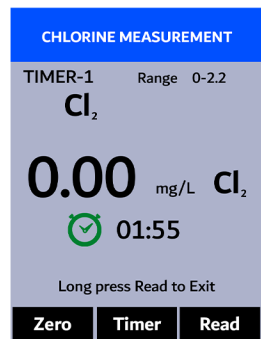 CHLORINE MEASUREMENT
TIMER-1 Range 0-2.2
Cl₂
0.00 mg/L Cl₂
01:55
Long press Read to Exit
Zero Timer Read